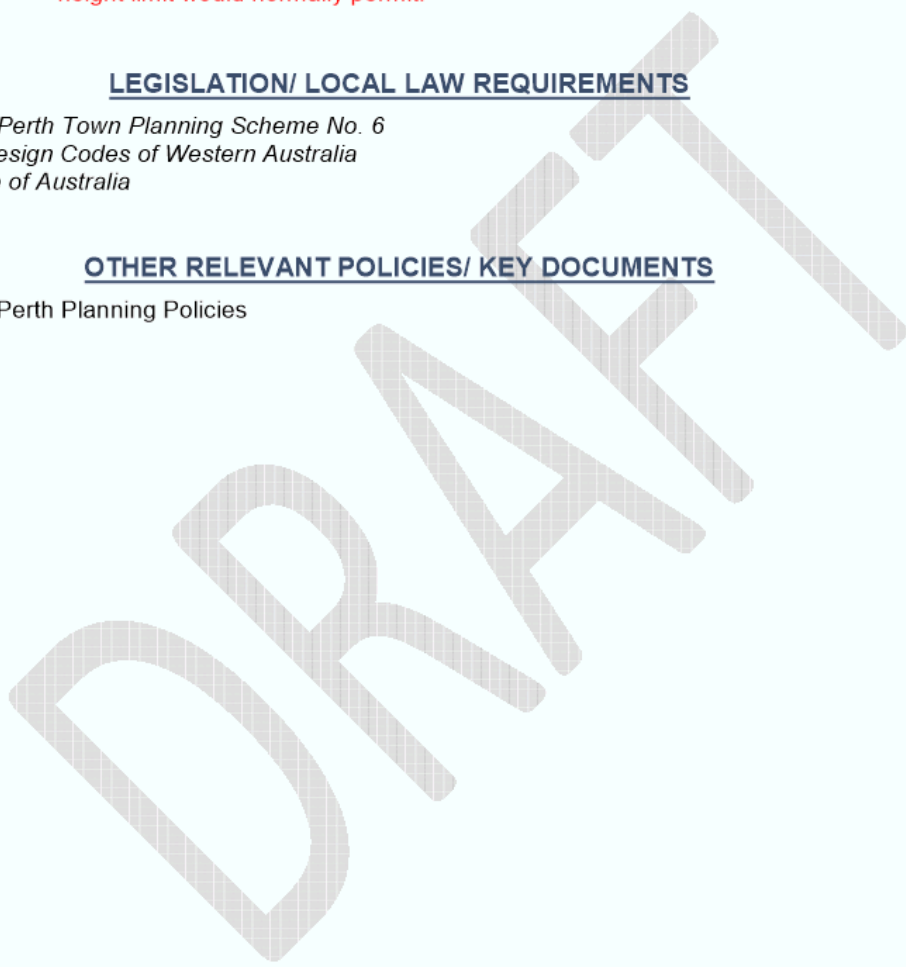 height limit would normally permit.
LEGISLATION/ LOCAL LAW REQUIREMENTS
Perth Town Planning Scheme No. 6
esign Codes of Western Australia
of Australia
OTHER RELEVANT POLICIES/ KEY DOCUMENTS
Perth Planning Policies
DRAFT